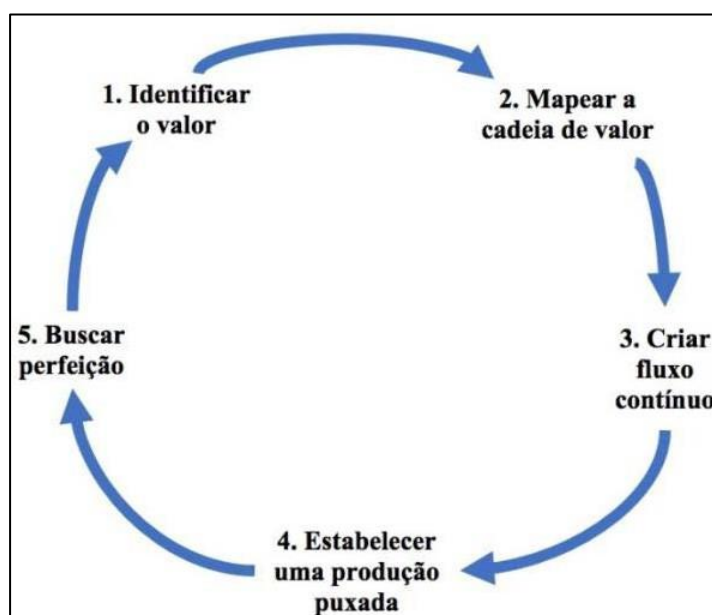 1. Identificar
o valor
2. Mapear a
cadeia de valor
3. Criar
fluxo
contínuo
4. Estabelecer
uma produção
puxada
5. Buscar
perfeição